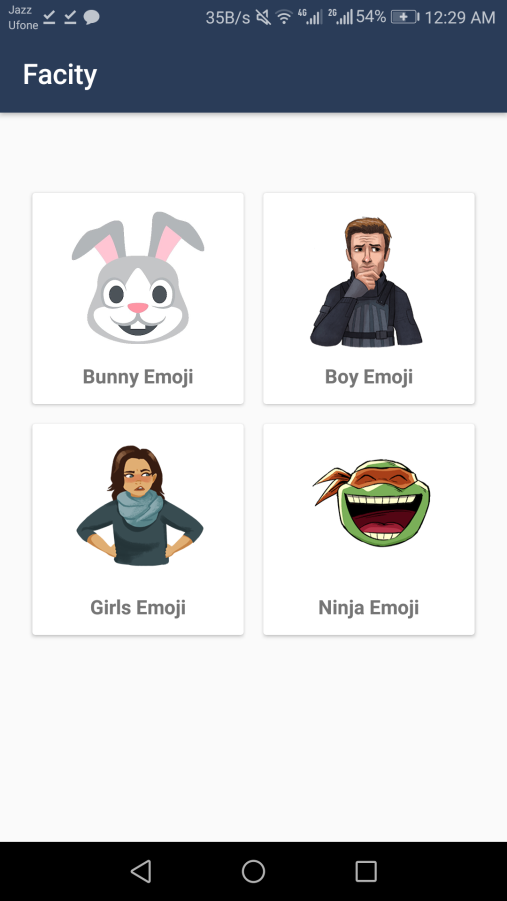 Jazz
Ufone
35B/s 4G 2G 54% 12:29 AM
Facity
Bunny Emoji
Boy Emoji
Girls Emoji
Ninja Emoji